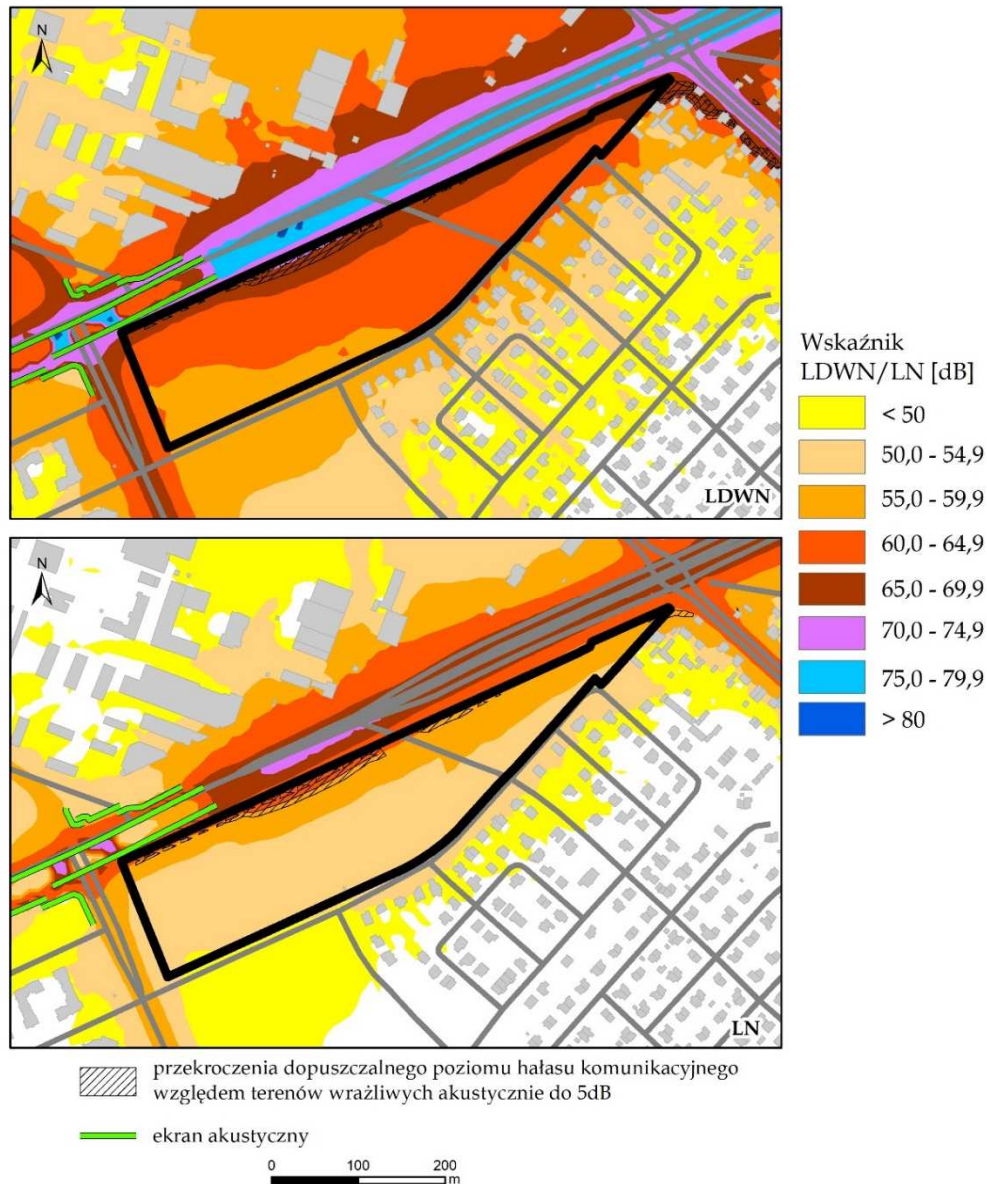 N
LDWN
Wskaźnik
LDWN/LN [dB]
< 50
50,0 - 54,9
55,0 - 59,9
60,0 - 64,9
65,0 - 69,9
70,0 - 74,9
75,0 - 79,9
> 80
N
LN
przekroczenia dopuszczalnego poziomu hałasu komunikacyjnego
względem terenów wrażliwych akustycznie do 5dB
ekran akustyczny
0 100 200
m